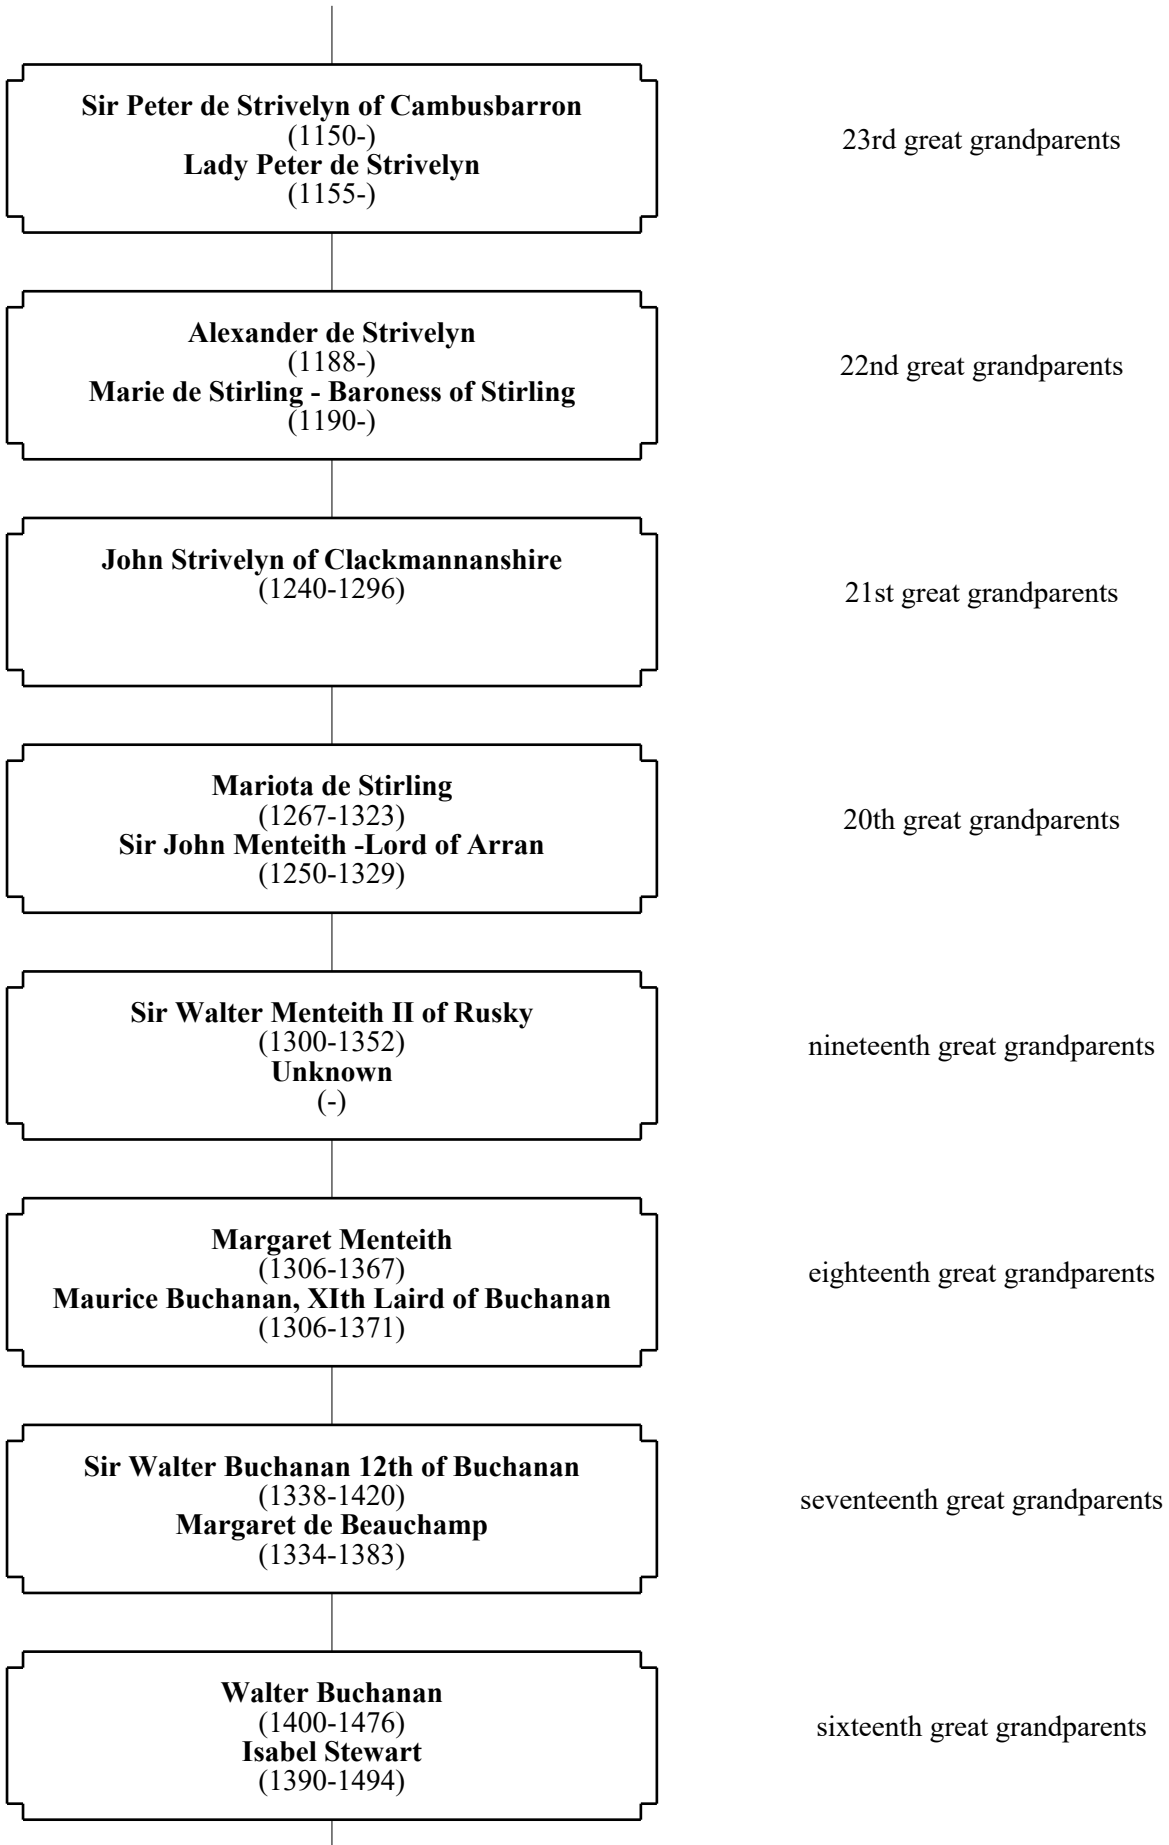 Sir Peter de Strivelyn of Cambusbarron
(1150-)
Lady Peter de Strivelyn
(1155-)
23rd great grandparents
Alexander de Strivelyn
(1188-)
Marie de Stirling - Baroness of Stirling
(1190-)
22nd great grandparents
John Strivelyn of Clackmannanshire
(1240-1296)
21st great grandparents
Mariota de Stirling
(1267-1323)
Sir John Menteith -Lord of Arran
(1250-1329)
20th great grandparents
Sir Walter Menteith II of Rusky
(1300-1352)
Unknown
(-)
nineteenth great grandparents
Margaret Menteith
(1306-1367)
Maurice Buchanan, XIth Laird of Buchanan
(1306-1371)
eighteenth great grandparents
Sir Walter Buchanan 12th of Buchanan
(1338-1420)
Margaret de Beauchamp
(1334-1383)
seventeenth great grandparents
Walter Buchanan
(1400-1476)
Isabel Stewart
(1390-1494)
sixteenth great grandparents